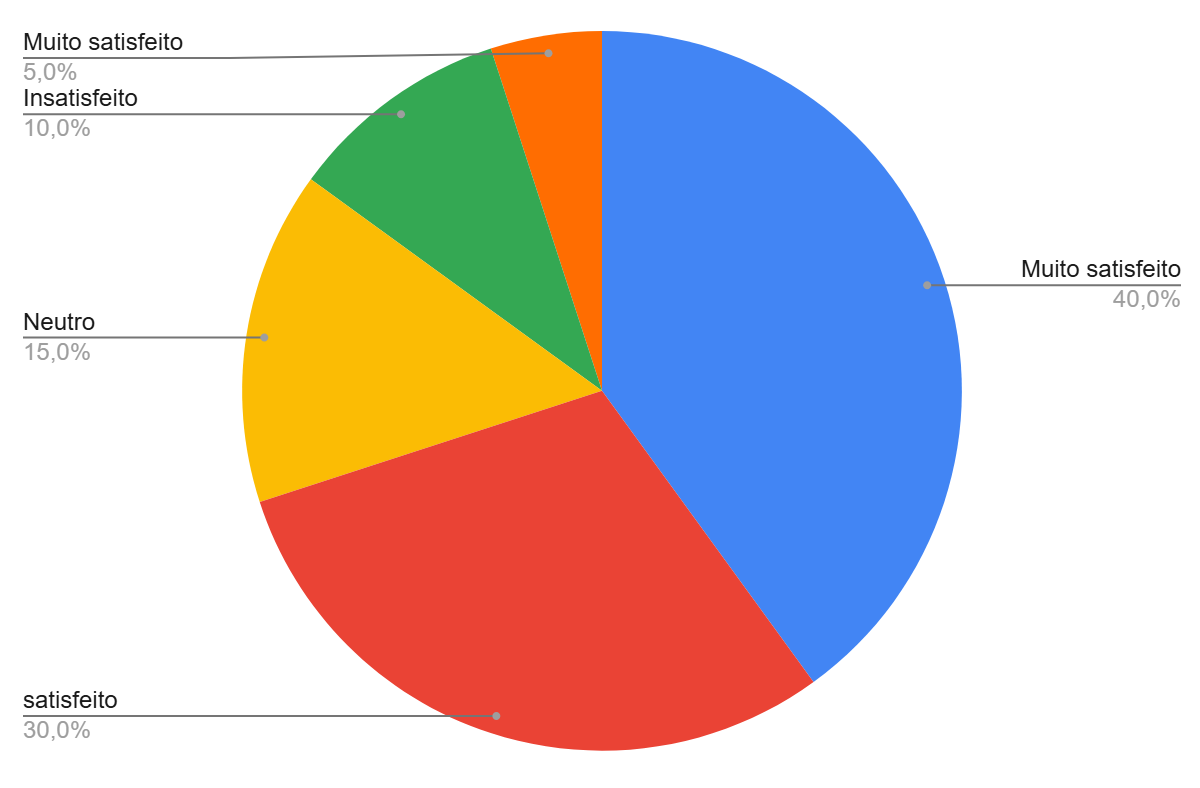 Muito satisfeito
5,0%
Insatisfeito
10,0%
Muito satisfeito
40,0%
Neutro
15,0%
satisfeito
30,0%